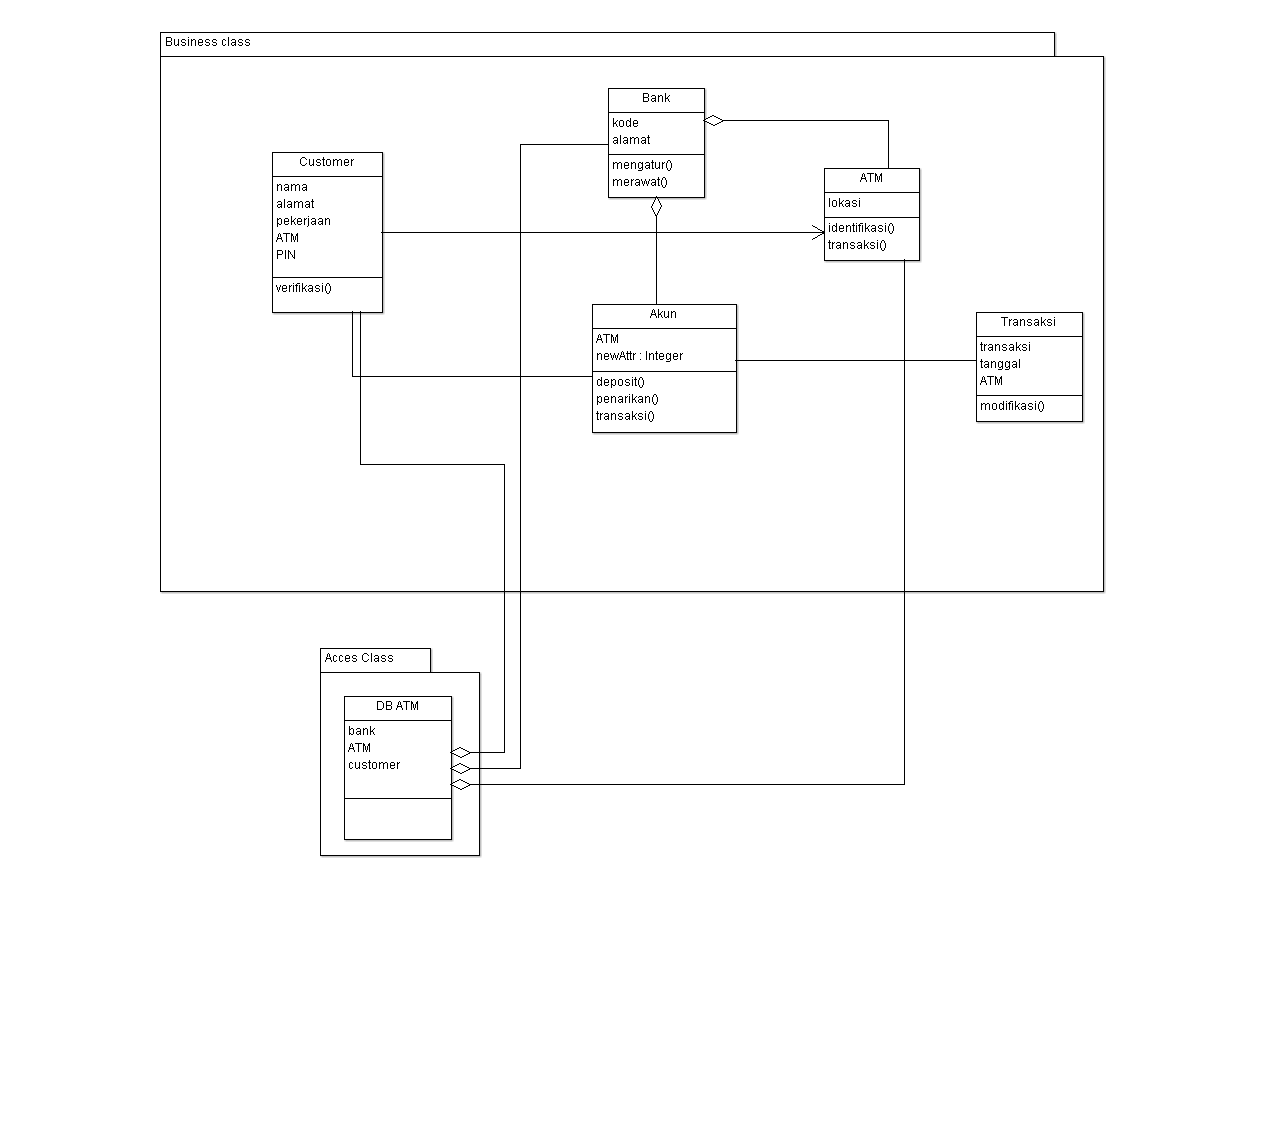 Business class
Bank
kode
alamat
mengatur()
merawat()
Customer
nama
alamat
pekerjaan
ATM
PIN
verifikasi()
ATM
lokasi
identifikasi()
transaksi()
Akun
ATM
newAttr : Integer
deposit()
penarikan()
transaksi()
Transaksi
transaksi
tanggal
ATM
modifikasi()
Acces Class
DB ATM
bank
ATM
customer